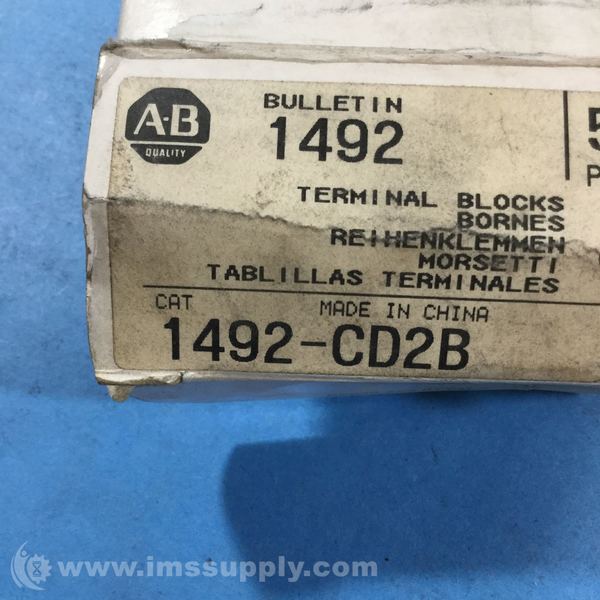 A-B
QUALITY
BULLETIN
1492
TERMINAL BLOCKS
BORNES
REIHENKLEMMEN
MORSETTI
TABLILLAS TERMINALES
CAT
MADE IN CHINA
1492-CD2B
5
P
www.imssupply.com